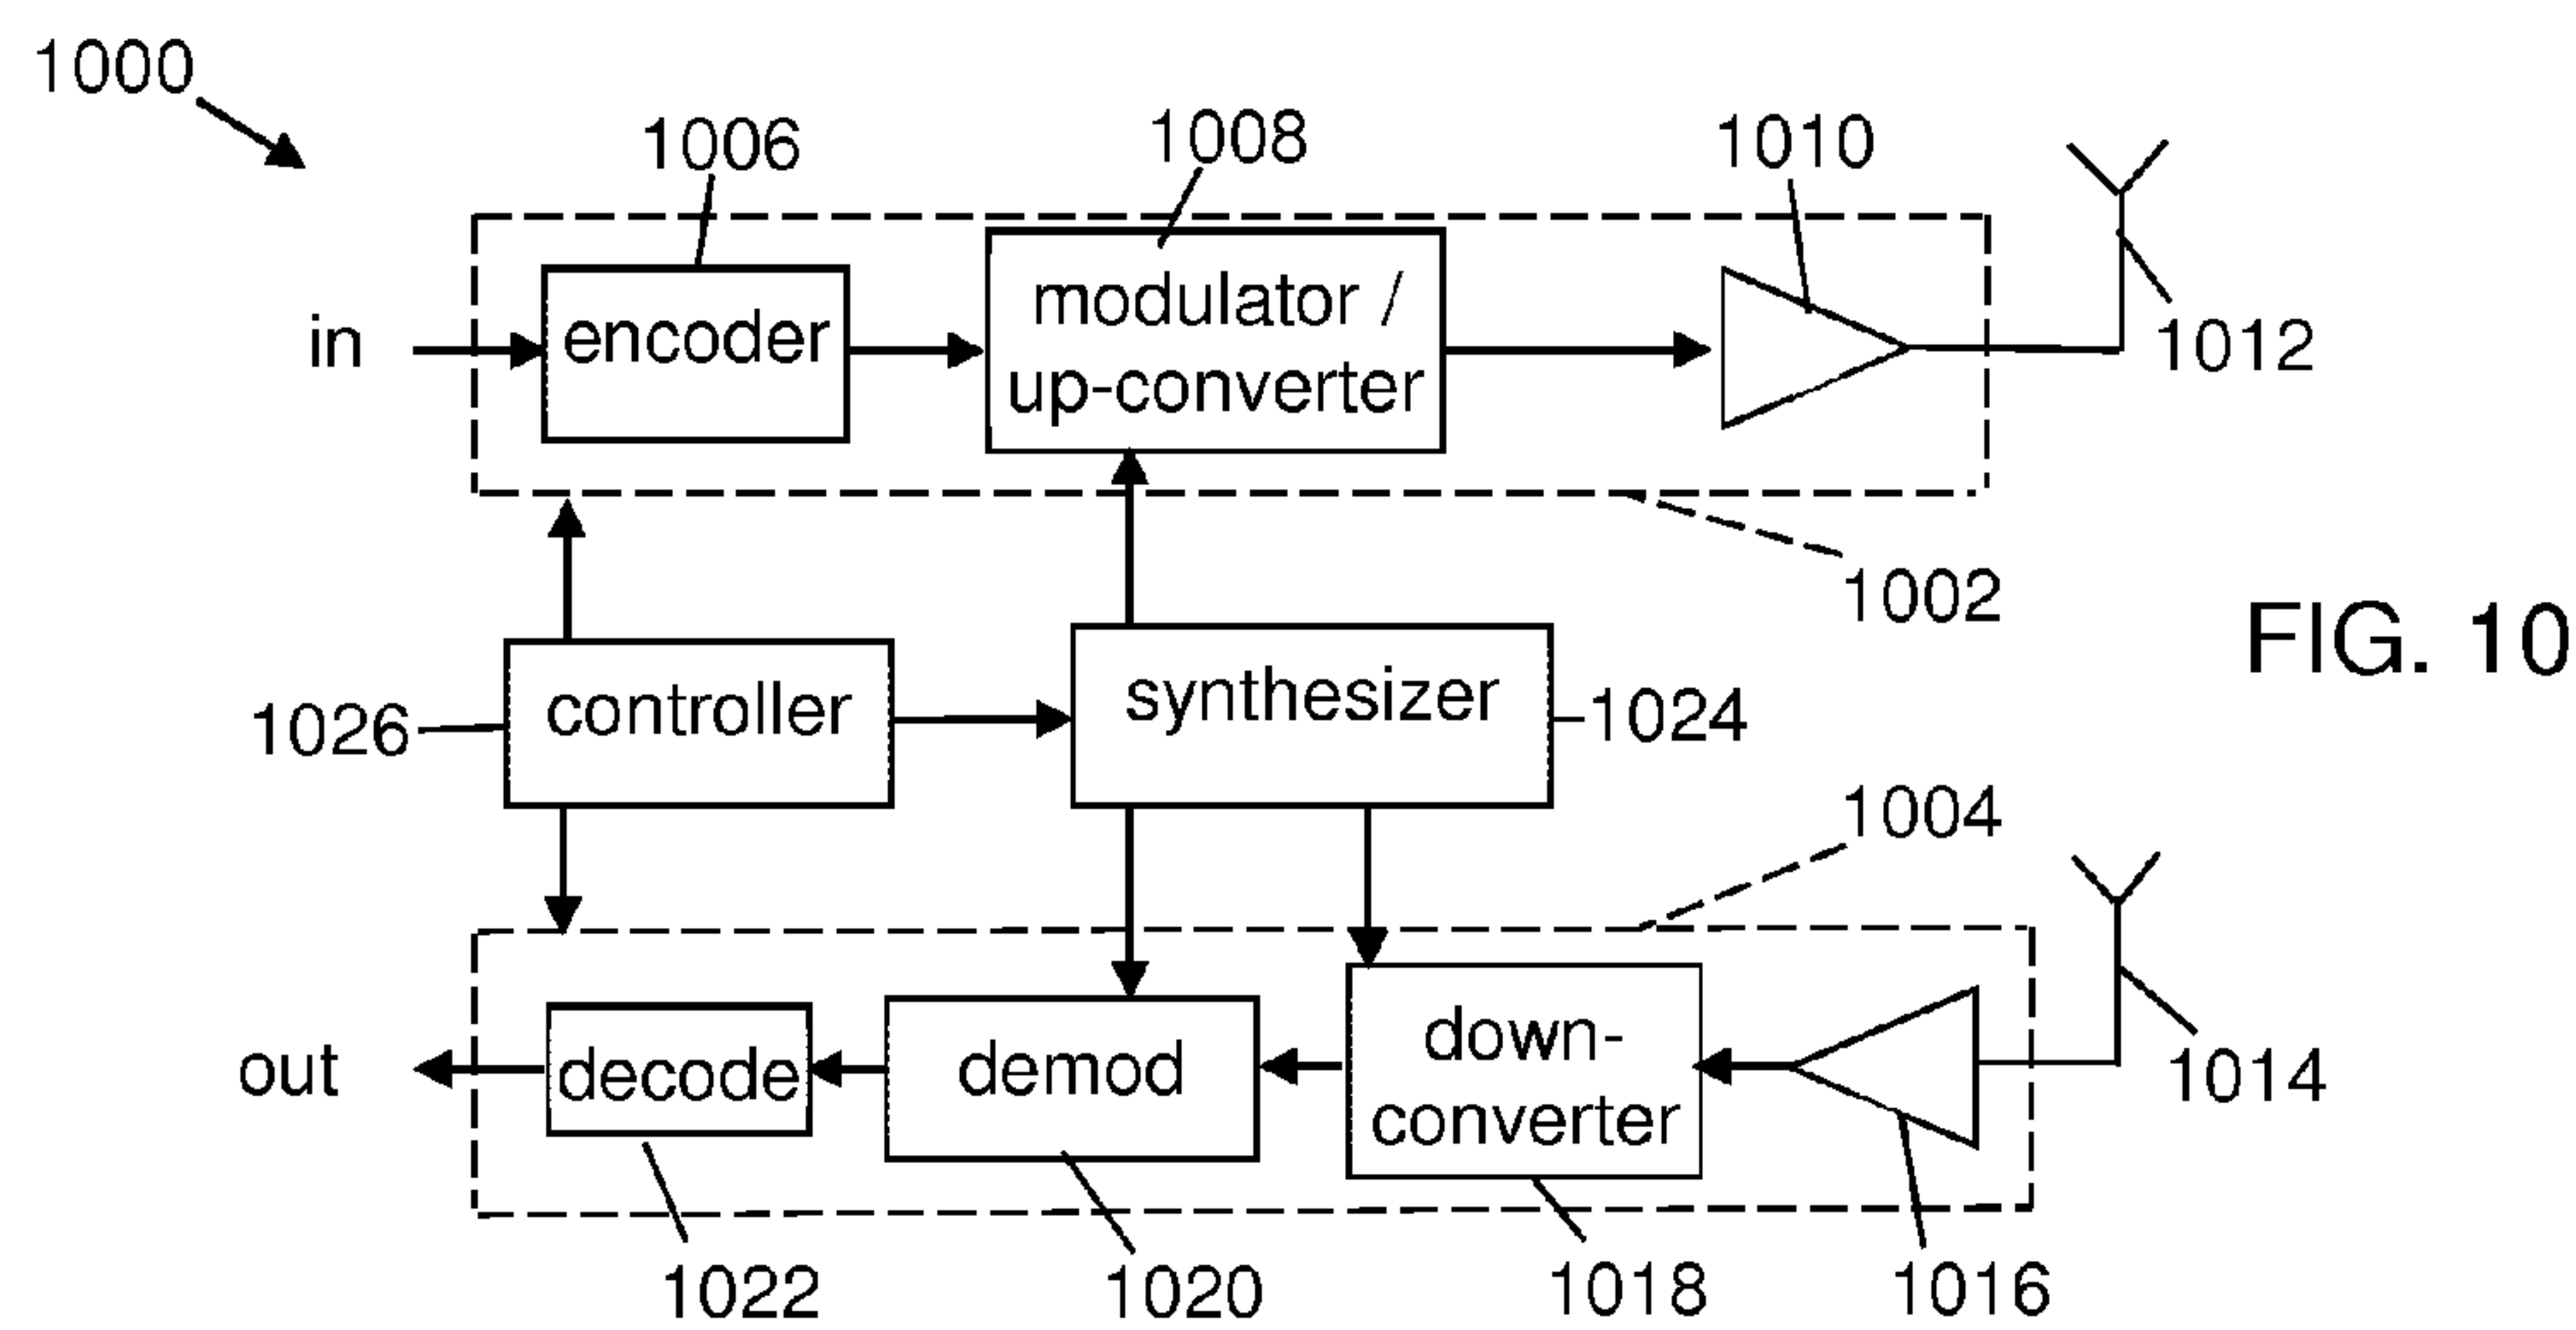 1000
1006
1008
1010
in
encoder
modulator /
up-converter
1012
1002
FIG. 10
1026
controller
synthesizer
1024
1004
out
decode
demod
down-
converter
1014
1022
1020
1018
1016